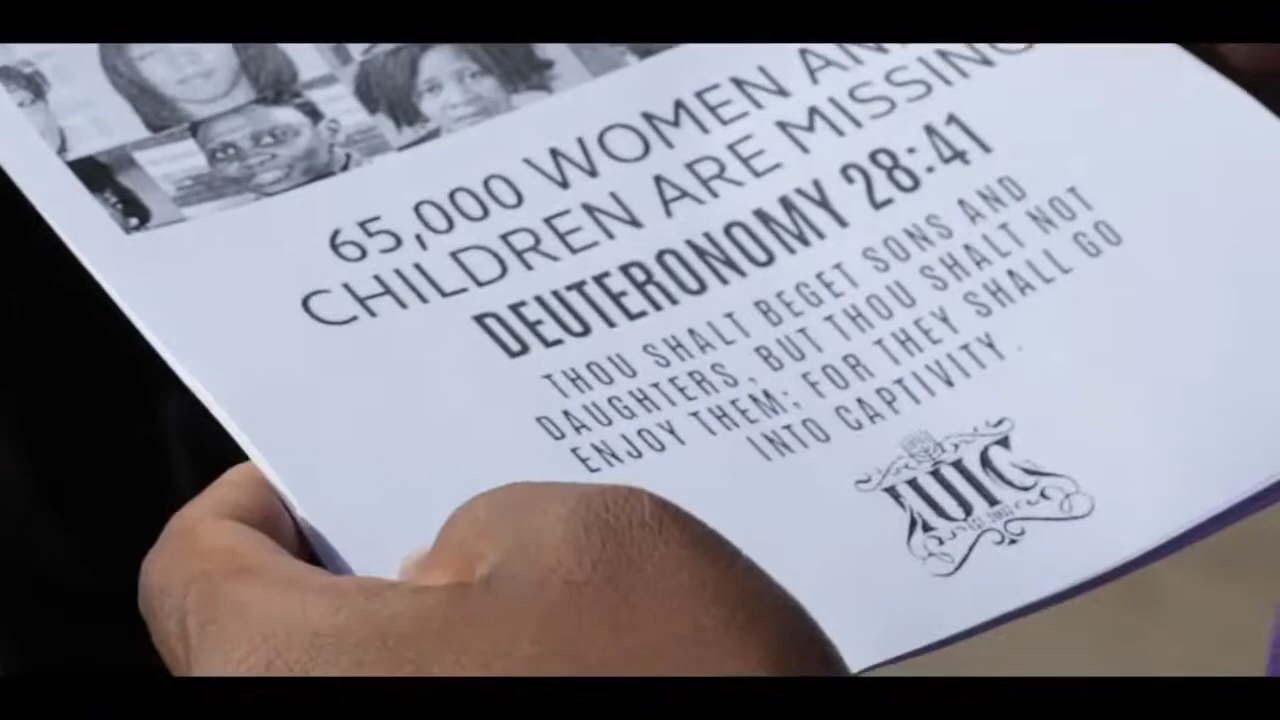 65,000 WOMEN AND
CHILDREN ARE MISSING
DEUTERONOMY 28:41
THOU SHALT BEGET SONS AND
DAUGHTERS, BUT THOU SHALT NOT
ENJOY THEM; FOR THEY SHALL GO
INTO CAPTIVITY.
IUIC